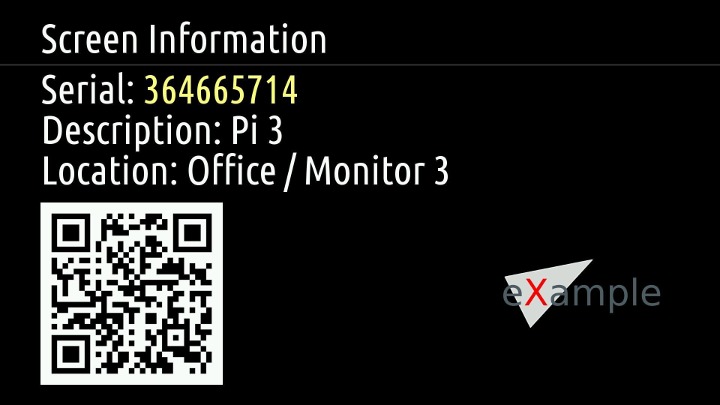 Screen Information
Serial: 364665714
Description: Pi 3
Location: Office / Monitor 3
eXample